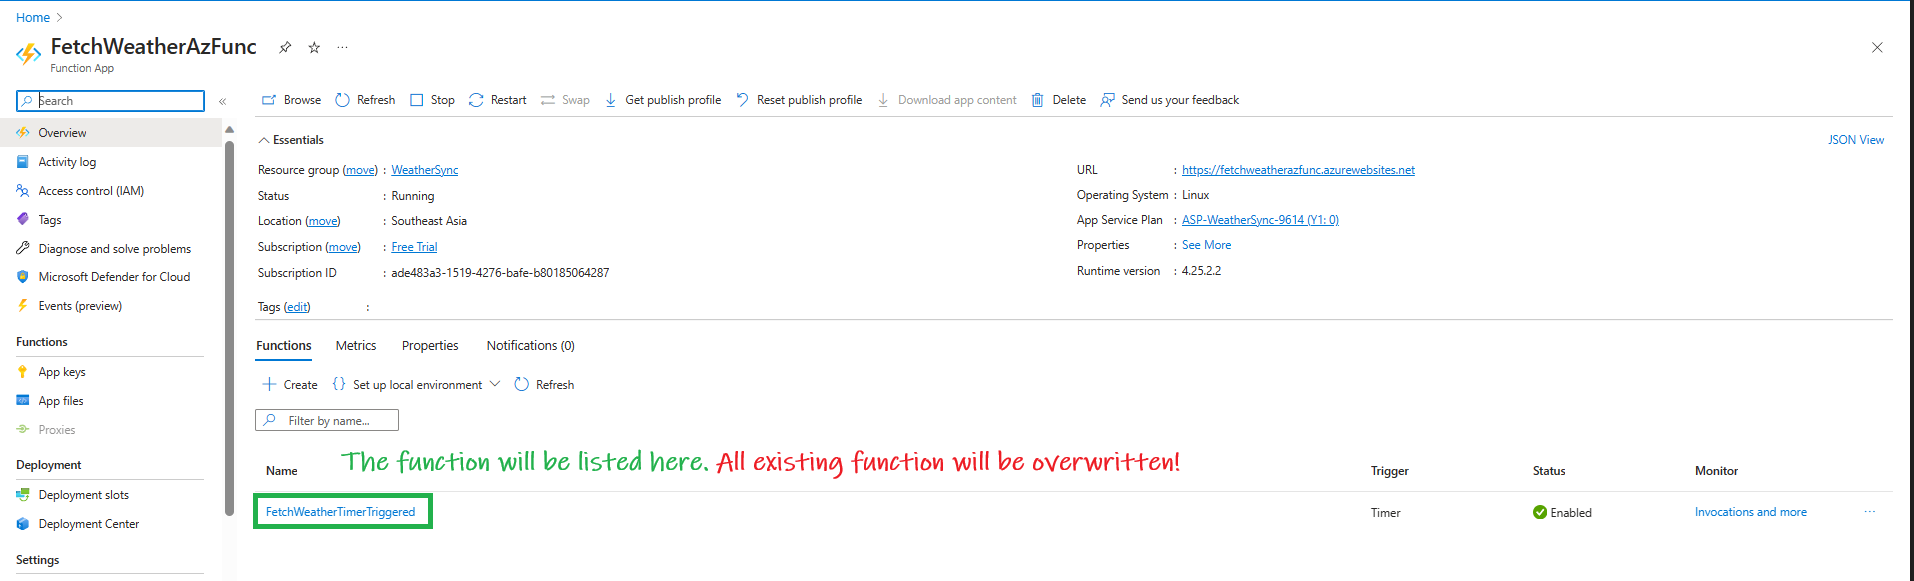 Home
FetchWeatherAzFunc
Function App
Search
Browse Refresh Stop Restart Swap Get publish profile Reset publish profile Download app content Delete Send us your feedback
Overview
Activity log
Access control (IAM)
Tags
Diagnose and solve problems
Microsoft Defender for Cloud
Events (preview)
Functions
App keys
App files
Proxies
Deployment
Deployment slots
Deployment Center
Settings
Essentials
JSON View
Resource group (move) : WeatherSync
Status : Running
Location (move) : Southeast Asia
Subscription (move) : Free Trial
Subscription ID : ade483a3-1519-4276-bafe-b80185064287
Tags (edit) :
URL : https://fetchweatherazfunc.azurewebsites.net
Operating System : Linux
App Service Plan : ASP-WeatherSync-9614 (Y1: 0)
Properties : See More
Runtime version : 4.25.2.2
Functions Metrics Properties Notifications (0)
Create {} Set up local environment Refresh
Filter by name...
The function will be listed here. All existing function will be overwritten!
Name Trigger Status Monitor
FetchWeatherTimerTriggered Timer Enabled Invocations and more